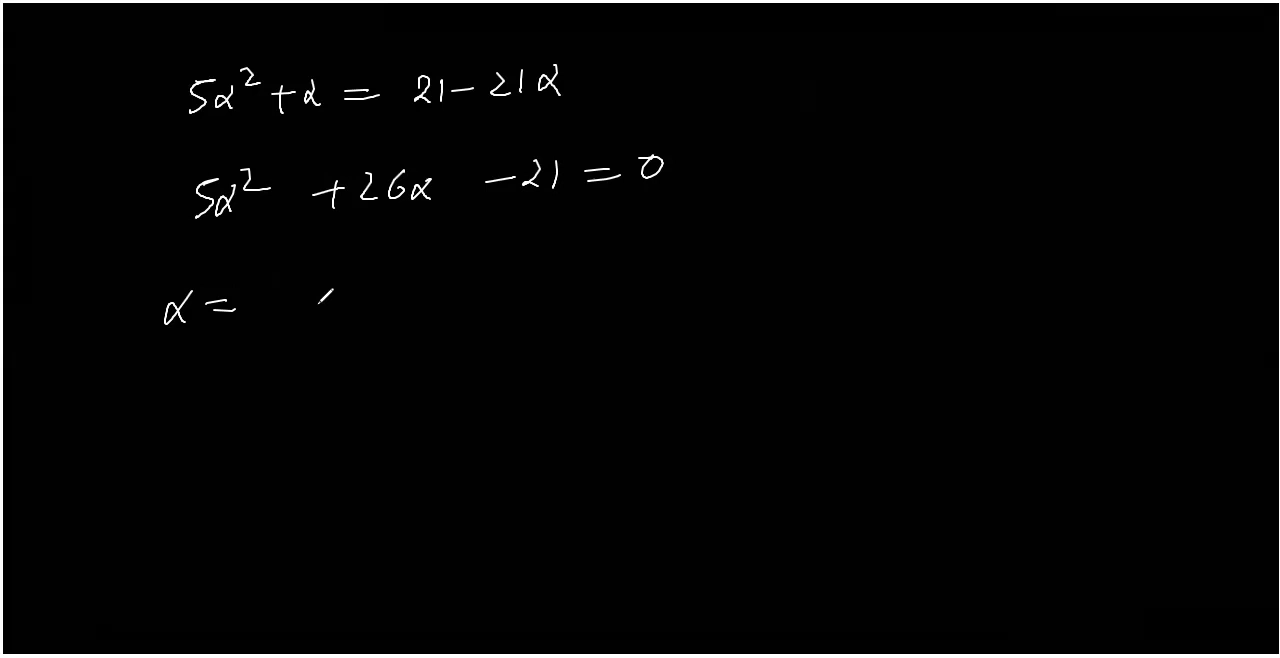 5α² + α = 21 - 21α
5α² + 26α - 21 = 0
α =